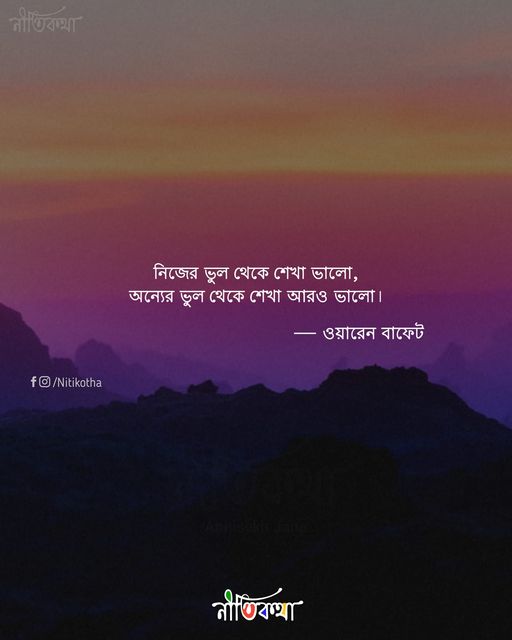 নীতিকথা
নিজের ভুল থেকে শেখা ভালো,
অন্যের ভুল থেকে শেখা আরও ভালো।
— ওয়ারেন বাফেট
/Nitikotha
নীতিকথা